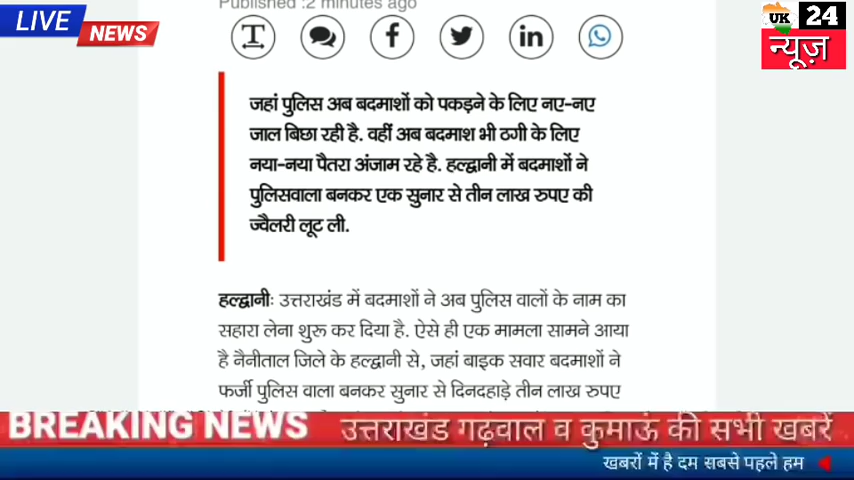 Published :2 minutes ago
LIVE
NEWS
UK 24
न्यूज़
जहां पुलिस अब बदमाशों को पकड़ने के लिए नए-नए
जाल बिछा रही है. वहीं अब बदमाश भी ठगी के लिए
नया-नया पैतरा अंजाम रहे है. हल्द्वानी में बदमाशों ने
पुलिसवाला बनकर एक सुनार से तीन लाख रुपए की
ज्वैलरी लूट ली.
हल्द्वानी: उत्तराखंड में बदमाशों ने अब पुलिस वालों के नाम का
सहारा लेना शुरू कर दिया है. ऐसे ही एक मामला सामने आया
है नैनीताल जिले के हल्द्वानी से, जहां बाइक सवार बदमाशों ने
फर्जी पुलिस वाला बनकर सुनार से दिनदहाड़े तीन लाख रुपए
BREAKING NEWS
उत्तराखंड गढ़वाल व कुमाऊं की सभी खबरें
खबरों में है दम सबसे पहले हम